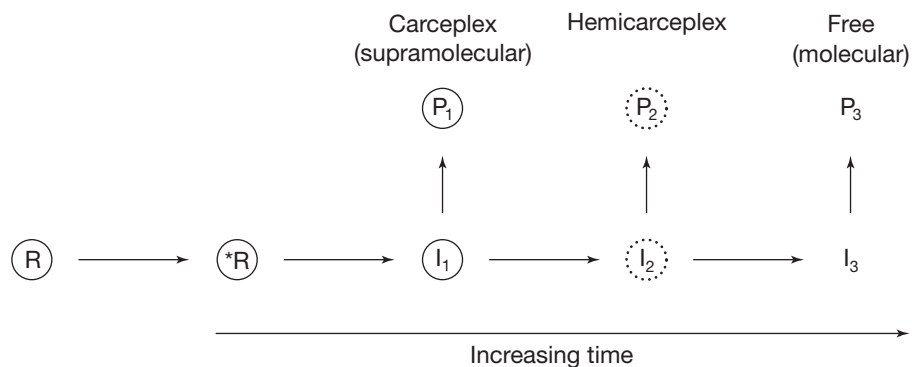 Carceplex
(supramolecular)
Hemicarceplex
Free
(molecular)
P₁
P₂
P₃
R
*R
I₁
I₂
I₃
Increasing time